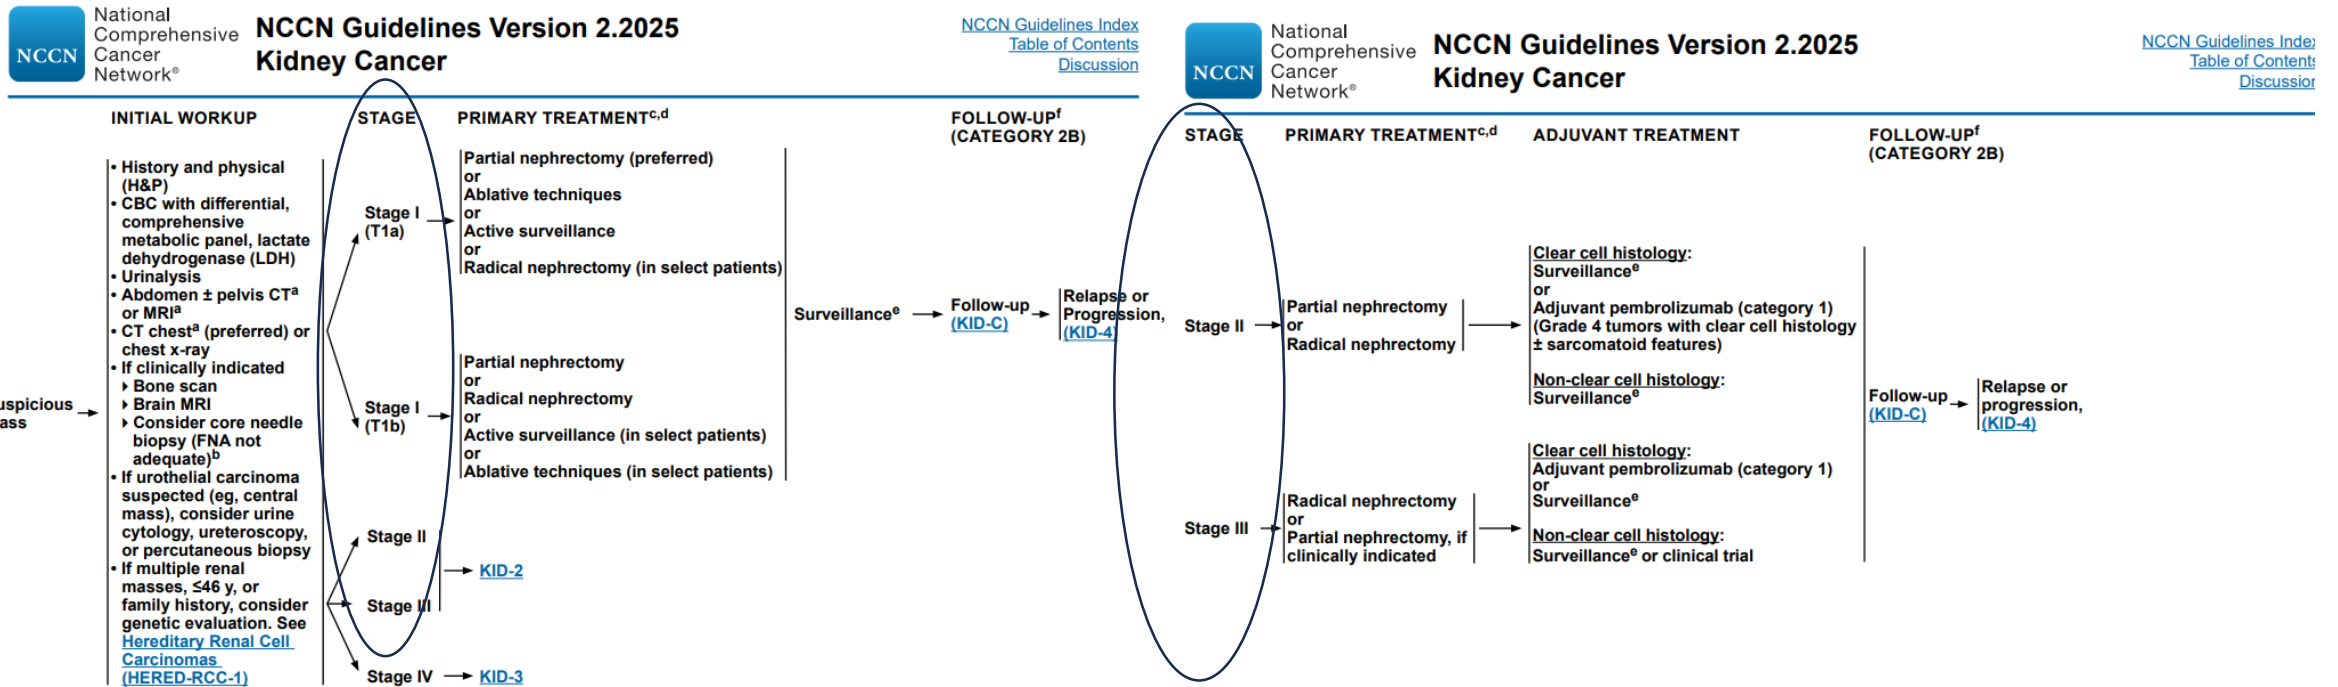 NCCN
National
Comprehensive
Cancer
Network®
NCCN Guidelines Version 2.2025
Kidney Cancer
NCCN Guidelines Index
Table of Contents
Discussion
INITIAL WORKUP
STAGE
PRIMARY TREATMENTc,d
FOLLOW-UPf
(CATEGORY 2B)
uspicious
ass
• History and physical
(H&P)
• CBC with differential,
comprehensive
metabolic panel, lactate
dehydrogenase (LDH)
• Urinalysis
• Abdomen ± pelvis CTa
or MRIa
• CT chesta (preferred) or
chest x-ray
• If clinically indicated
Bone scan
Brain MRI
Consider core needle
biopsy (FNA not
adequate)b
• If urothelial carcinoma
suspected (eg, central
mass), consider urine
cytology, ureteroscopy,
or percutaneous biopsy
• If multiple renal
masses, ≤46 y, or
family history, consider
genetic evaluation. See
Hereditary Renal Cell
Carcinomas
(HERED-RCC-1)
Stage I
(T1a)
Partial nephrectomy (preferred)
or
Ablative techniques
or
Active surveillance
or
Radical nephrectomy (in select patients)
Stage I
(T1b)
Partial nephrectomy
or
Radical nephrectomy
or
Active surveillance (in select patients)
or
Ablative techniques (in select patients)
Surveillancee
Follow-up
(KID-C)
Relapse or
Progression,
(KID-4)
Stage II
Stage III
KID-2
Stage IV
KID-3
NCCN
National
Comprehensive
Cancer
Network®
NCCN Guidelines Version 2.2025
Kidney Cancer
NCCN Guidelines Index
Table of Contents
Discussion
STAGE
PRIMARY TREATMENTc,d
ADJUVANT TREATMENT
FOLLOW-UPf
(CATEGORY 2B)
Stage II
Partial nephrectomy
or
Radical nephrectomy
Clear cell histology:
Surveillancee
or
Adjuvant pembrolizumab (category 1)
(Grade 4 tumors with clear cell histology
± sarcomatoid features)
Non-clear cell histology:
Surveillancee
Stage III
Radical nephrectomy
or
Partial nephrectomy, if
clinically indicated
Clear cell histology:
Adjuvant pembrolizumab (category 1)
or
Surveillancee
Non-clear cell histology:
Surveillancee or clinical trial
Follow-up
(KID-C)
Relapse or
progression,
(KID-4)